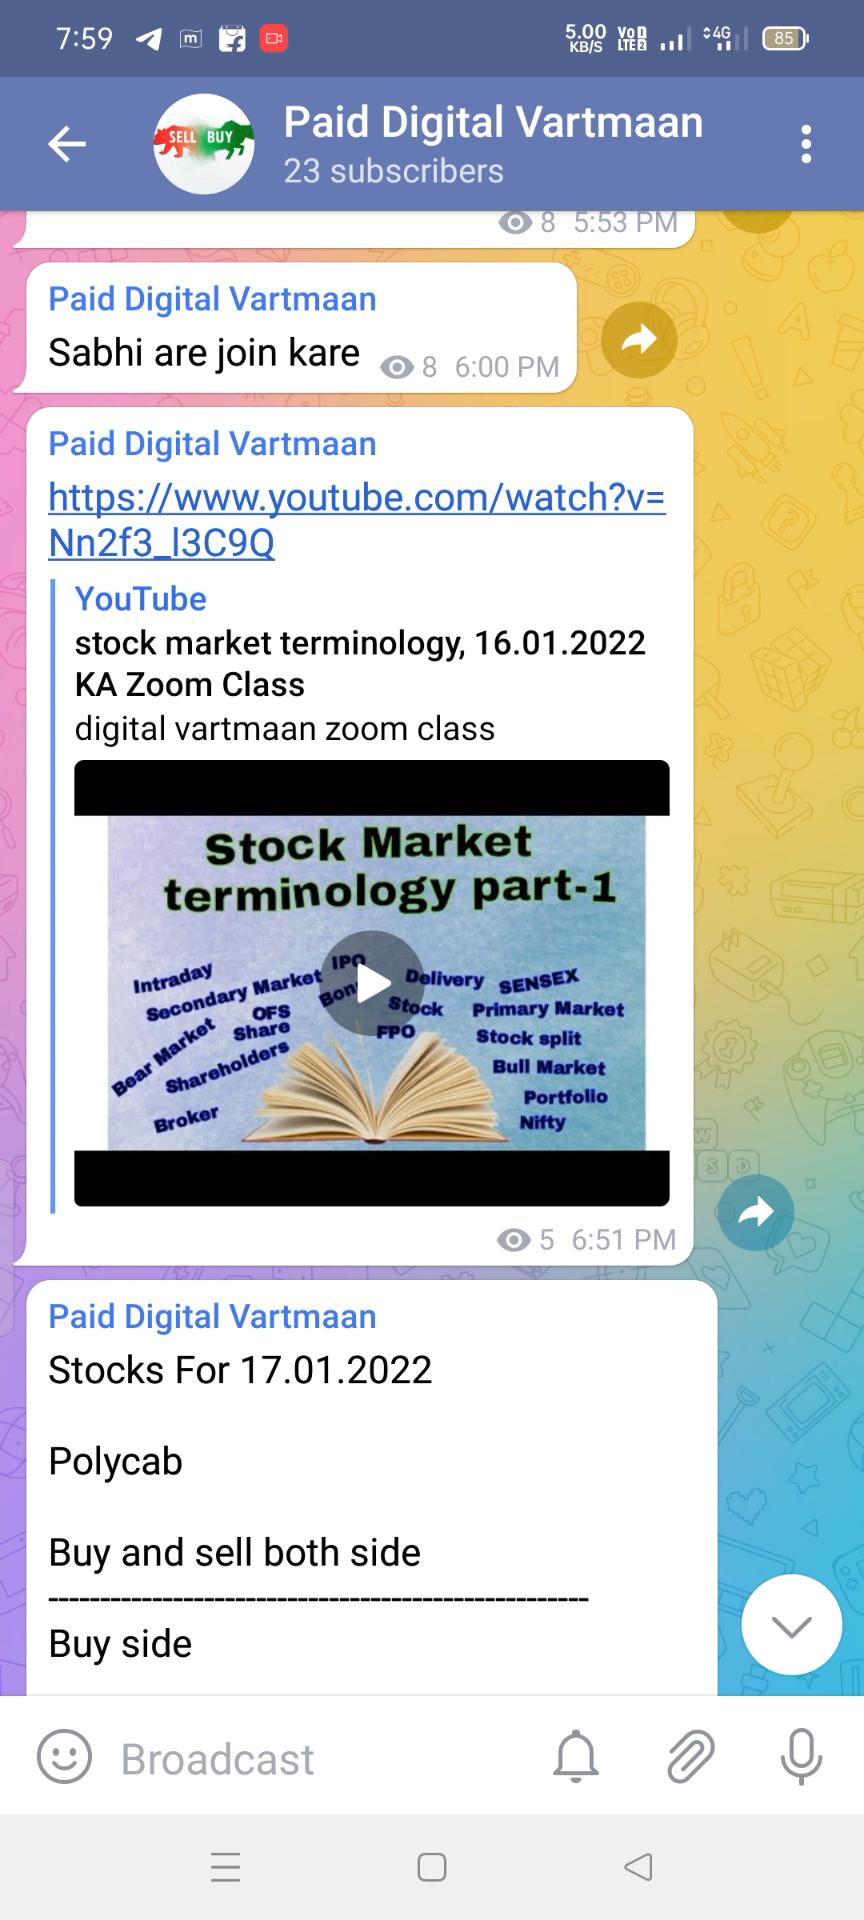 7:59
5.00 KB/S
Vo LTE2
4G
85
SELL BUY
Paid Digital Vartmaan
23 subscribers
8 5:53 PM
Paid Digital Vartmaan
Sabhi are join kare
8 6:00 PM
Paid Digital Vartmaan
https://www.youtube.com/watch?v=
Nn2f3_l3C9Q
YouTube
stock market terminology, 16.01.2022
KA Zoom Class
digital vartmaan zoom class
Stock Market
terminology part-1
Intraday
Secondary Market
IPO
Delivery
SENSEX
Bear Market
OFS
Share
Stock
Primary Market
Shareholders
FPO
Stock split
Bull Market
Broker
Portfolio
Nifty
5 6:51 PM
Paid Digital Vartmaan
Stocks For 17.01.2022
Polycab
Buy and sell both side
------------------------------------------------------
Buy side
Broadcast